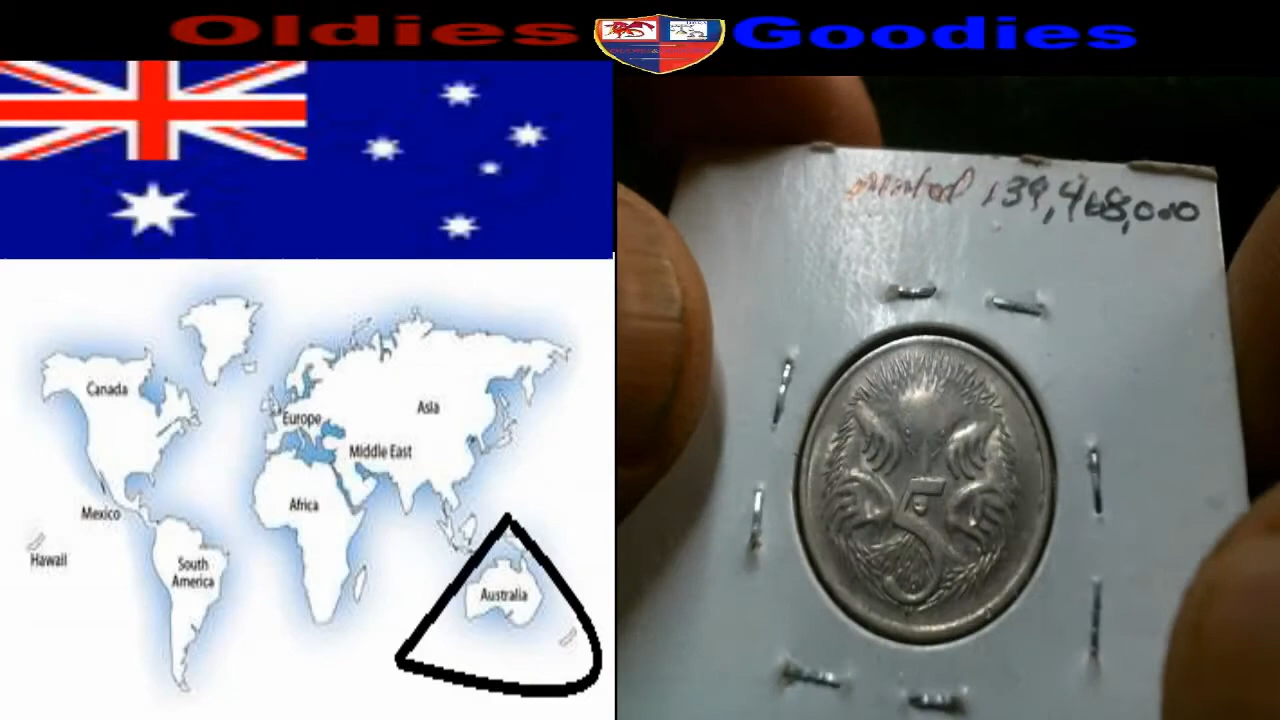 Oldies Goodies
minted 139,468,000
Canada
Europe
Asia
Middle East
Mexico
Africa
Hawaii
South
America
Australia
5